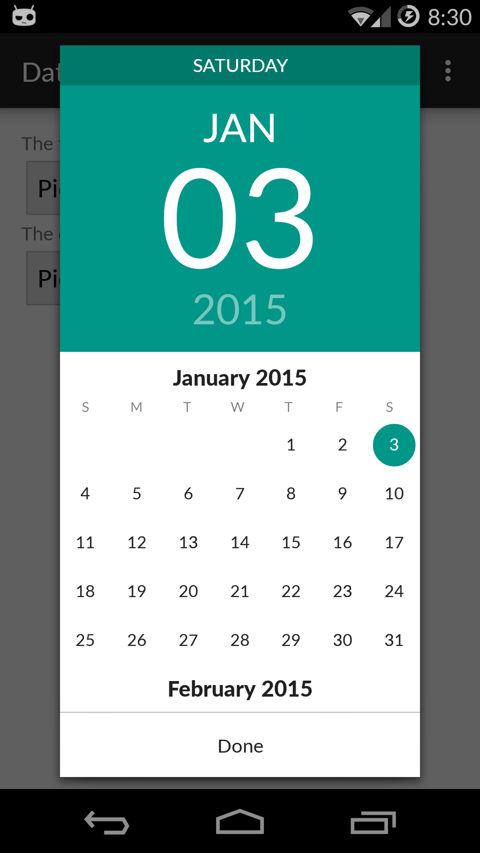 8:30
Dat
SATURDAY
JAN
03
2015
The
Pi
The
Pi
January 2015
S M T W T F S
1 2 3
4 5 6 7 8 9 10
11 12 13 14 15 16 17
18 19 20 21 22 23 24
25 26 27 28 29 30 31
February 2015
Done